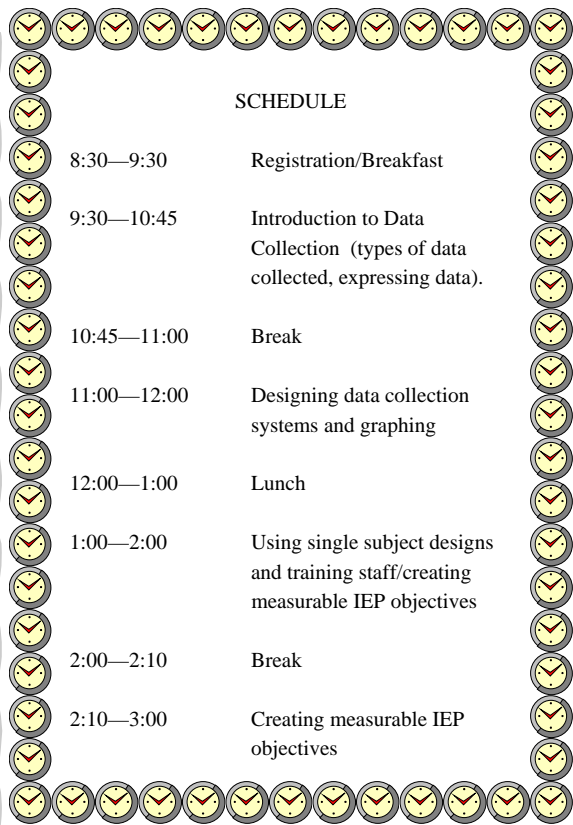 SCHEDULE
8:30—9:30 Registration/Breakfast
9:30—10:45 Introduction to Data
Collection (types of data
collected, expressing data).
10:45—11:00 Break
11:00—12:00 Designing data collection
systems and graphing
12:00—1:00 Lunch
1:00—2:00 Using single subject designs
and training staff/creating
measurable IEP objectives
2:00—2:10 Break
2:10—3:00 Creating measurable IEP
objectives